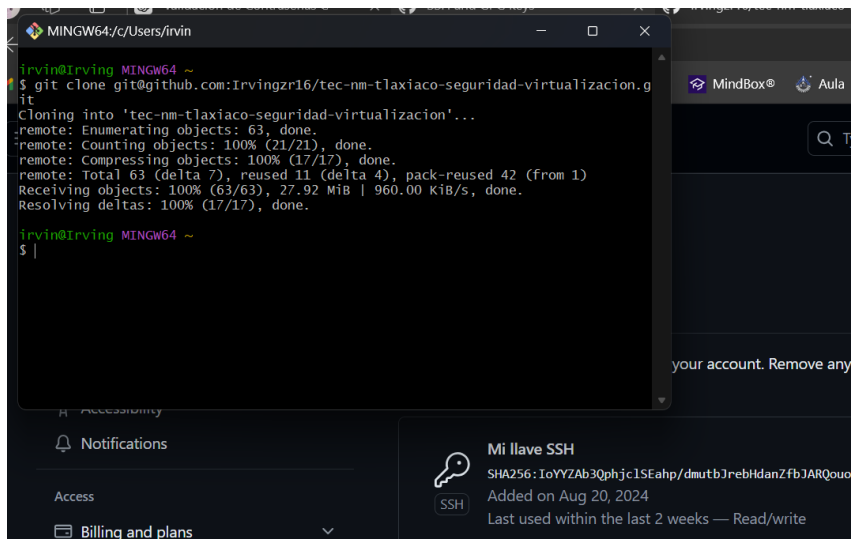 MINGW64:/c/Users/irvin
irvin@Irving MINGW64 ~
$ git clone git@github.com:Irvingzr16/tec-nm-tlaxiaco-seguridad-virtualizacion.g
it
Cloning into 'tec-nm-tlaxiaco-seguridad-virtualizacion'...
remote: Enumerating objects: 63, done.
remote: Counting objects: 100% (21/21), done.
remote: Compressing objects: 100% (17/17), done.
remote: Total 63 (delta 7), reused 11 (delta 4), pack-reused 42 (from 1)
Receiving objects: 100% (63/63), 27.92 MiB | 960.00 KiB/s, done.
Resolving deltas: 100% (17/17), done.
irvin@Irving MINGW64 ~
$
MindBox®
Aula
your account. Remove any
Accessibility
Notifications
Access
Billing and plans
Mi llave SSH
SHA256:IoYYZAb3QphjclSEahp/dmutbJrebHdanZfbJARQouo
SSH
Added on Aug 20, 2024
Last used within the last 2 weeks — Read/write